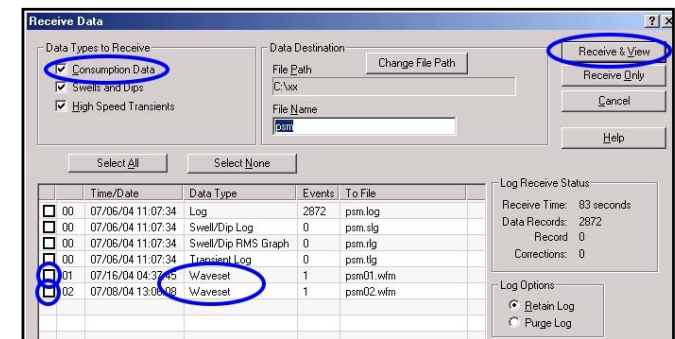 Receive Data
Data Types to Receive
Consumption Data
Swells and Dips
High Speed Transients
Data Destination
File Path
Change File Path
C:\xx
File Name
psm
Receive & View
Receive Only
Cancel
Help
Select All
Select None
Time/Date Data Type Events To File
00 07/06/04 11:07:34 Log 2872 psm.log
00 07/06/04 11:07:34 Swell/Dip Log 0 psm.slg
00 07/06/04 11:07:34 Swell/Dip RMS Graph 0 psm.rlg
00 07/06/04 11:07:34 Transient Log 0 psm.tlg
01 07/16/04 04:37:45 Waveset 1 psm01.wfm
02 07/08/04 13:06:08 Waveset 1 psm02.wfm
Log Receive Status
Receive Time: 83 seconds
Data Records: 2872
Record 0
Corrections: 0
Log Options
Retain Log
Purge Log